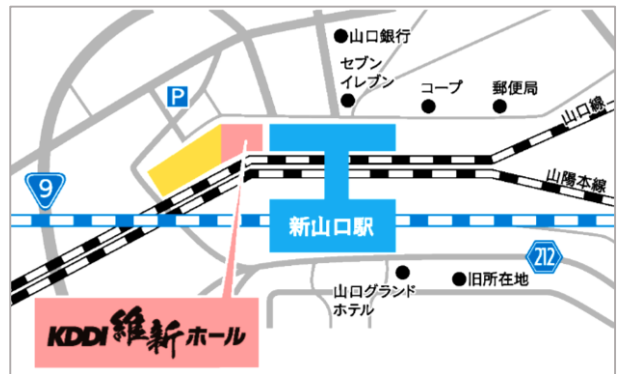 山口銀行
セブン
イレブン
コープ
郵便局
P
山口線
山陽本線
9
新山口駅
212
山口グランド
ホテル
旧所在地
KDDI維新ホール